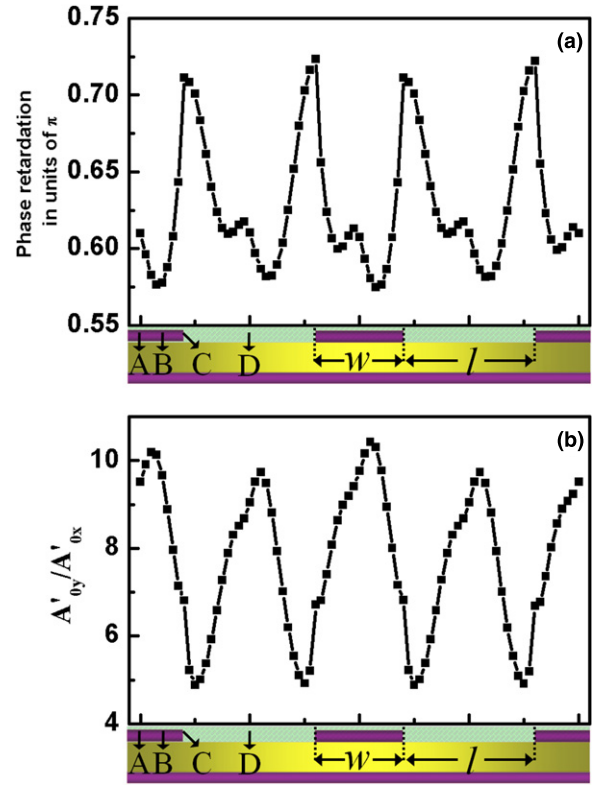 (a)
0.75
0.70
0.65
0.60
0.55
Phase retardation
in units of π
A B C D w l
(b)
10
8
6
4
A'0y/A'0x
A B C D w l